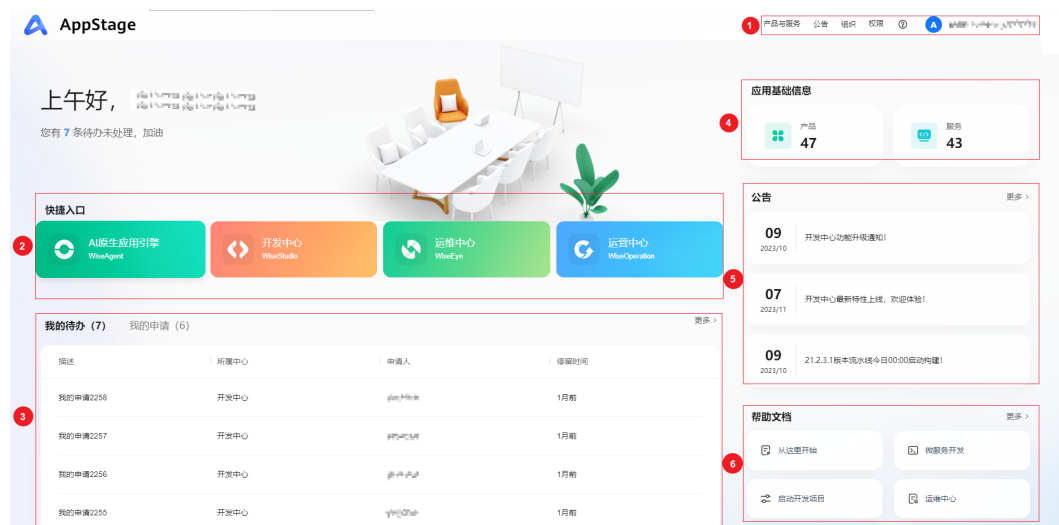 AppStage
1
产品与服务 公告 组织 权限 ? A
上午好，
您有 7 条待办未处理，加油
应用基础信息
4
产品
47
服务
43
快捷入口
2
AI原生应用引擎
WiseAgent
开发中心
WiseStudio
运维中心
WiseEye
运营中心
WiseOperation
公告 更多 >
5
09
2023/10
开发中心功能升级通知!
07
2023/11
开发中心最新特性上线，欢迎体验!
09
2023/10
21.2.3.1版本流水线今日00:00启动构建!
我的待办（7） 我的申请（6） 更多 >
3
描述 所属中心 申请人 停留时间
我的申请2258 开发中心 1月前
我的申请2257 开发中心 1月前
我的申请2256 开发中心 1月前
我的申请2255 开发中心 1月前
帮助文档 更多 >
6
从这里开始 微服务开发
启动开发项目 运维中心